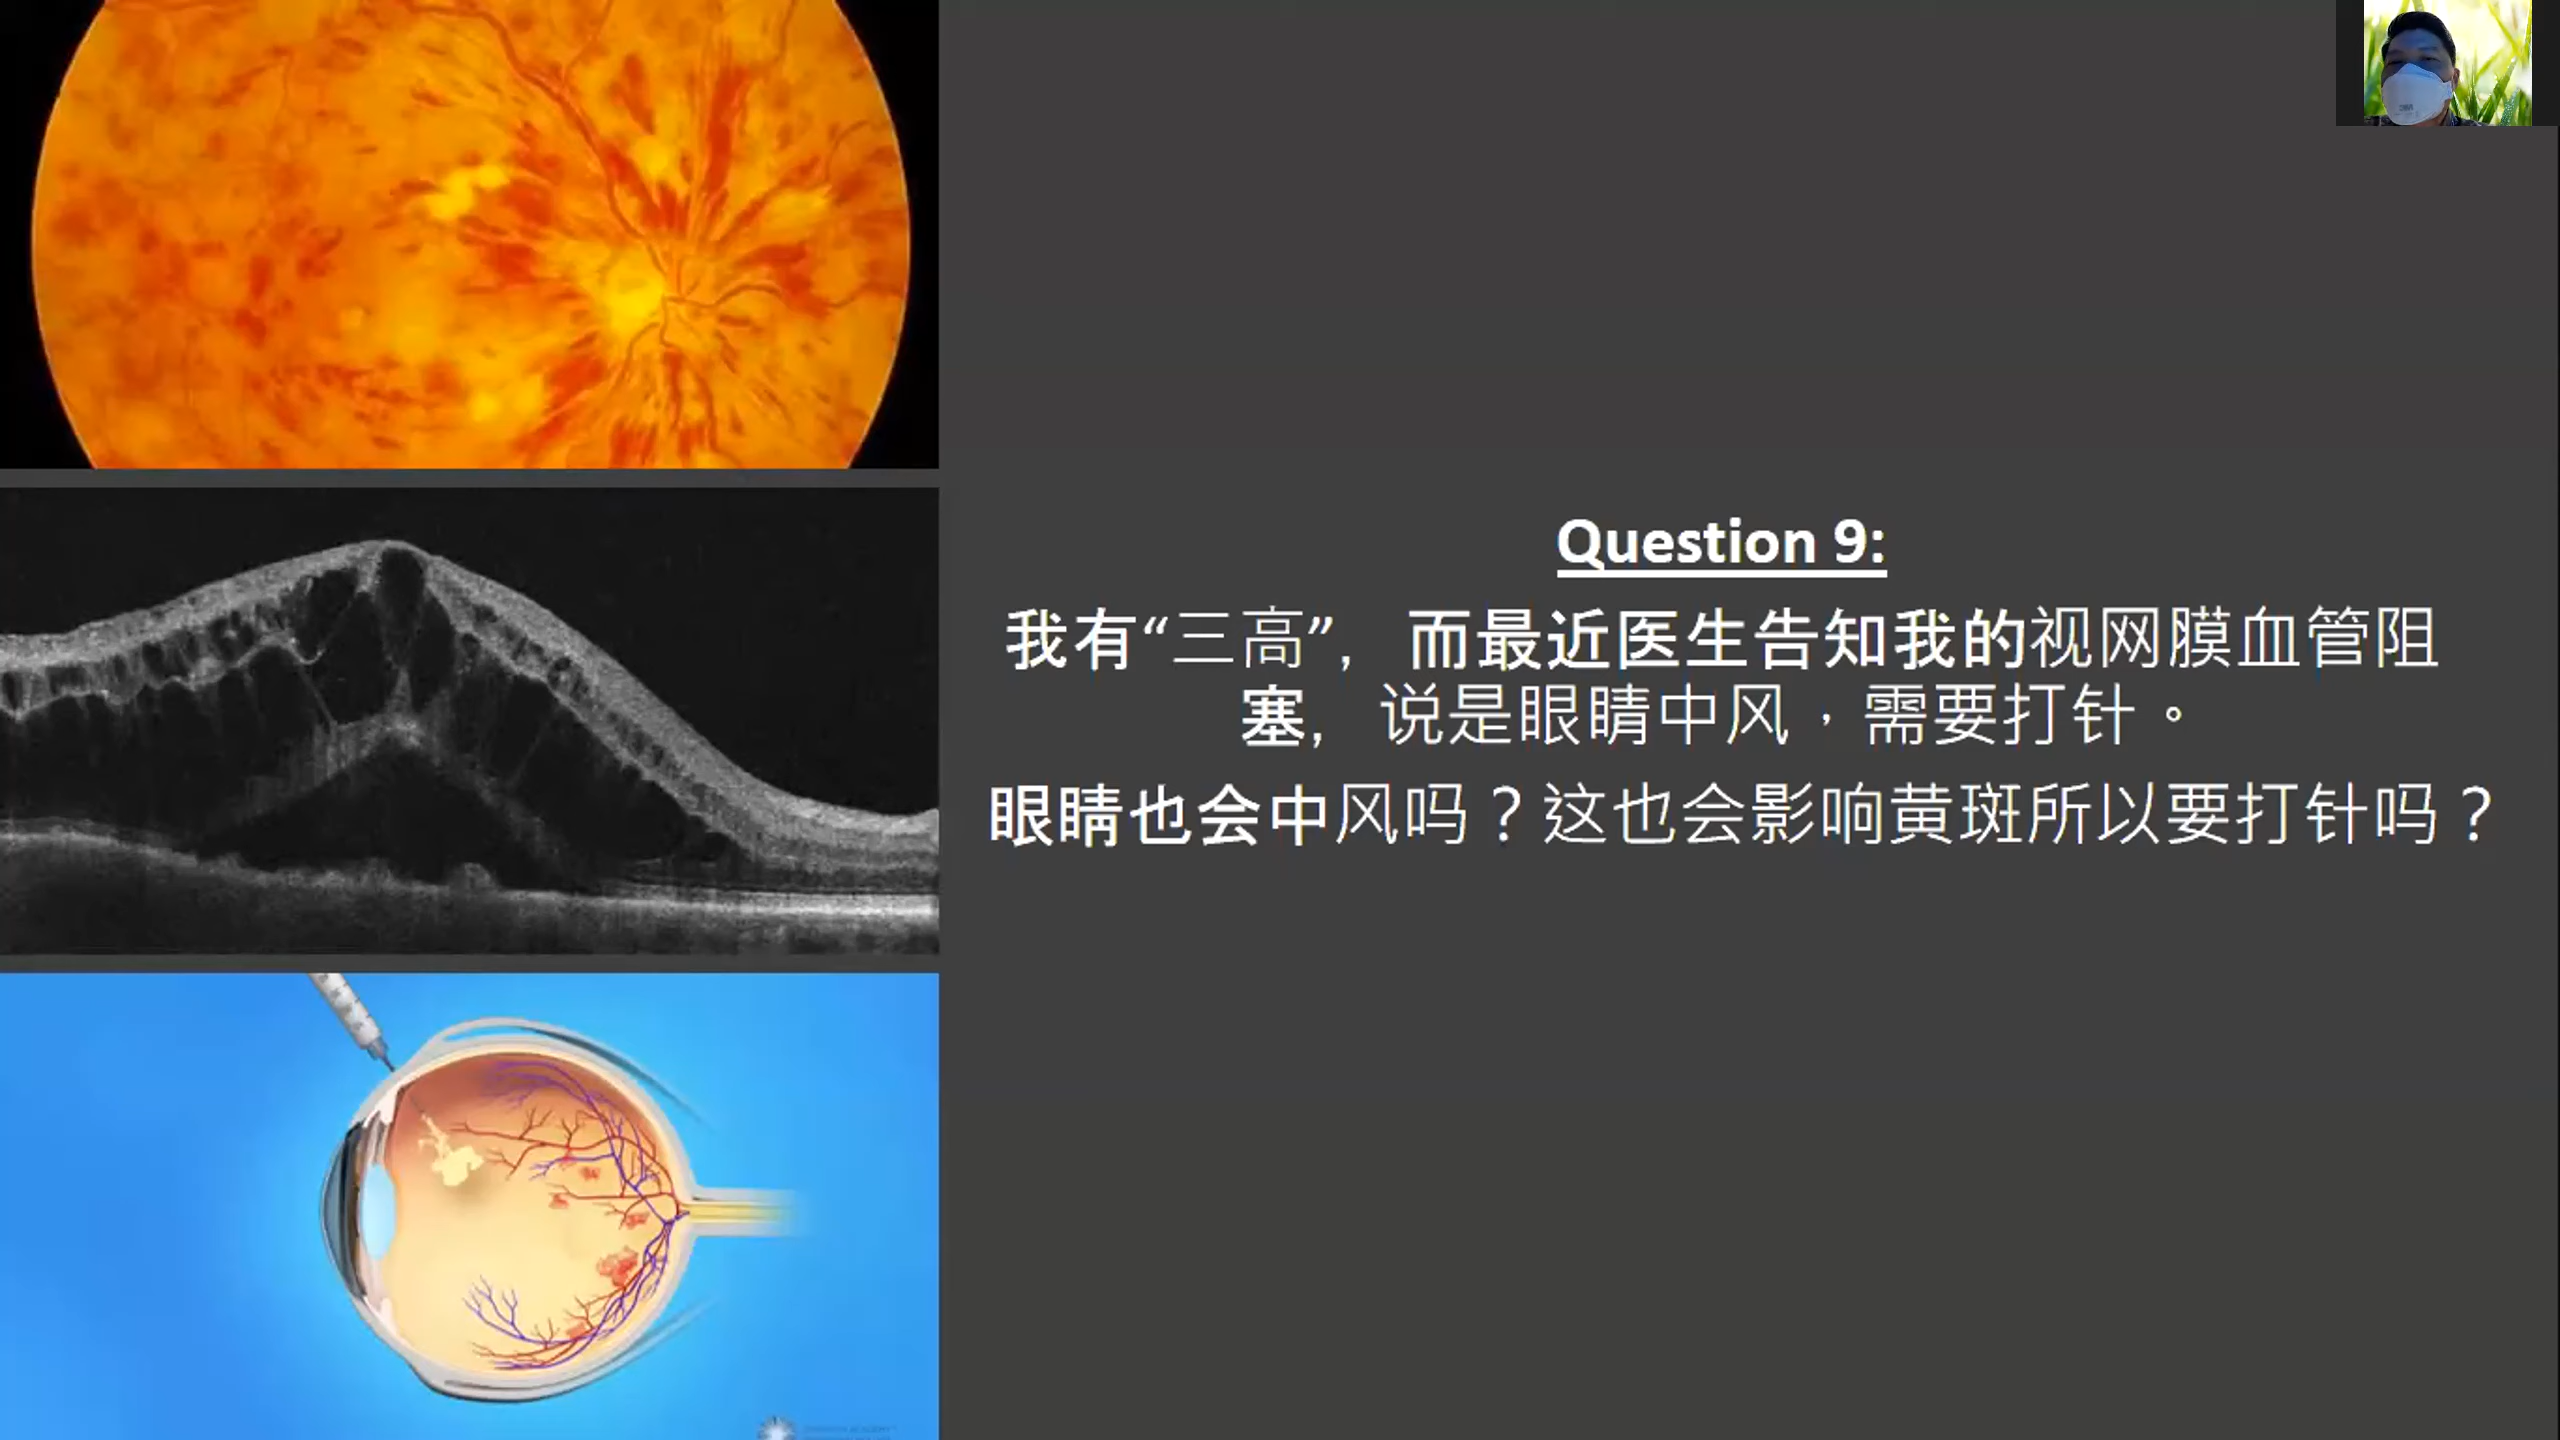 Question 9:
我有“三高”，而最近医生告知我的视网膜血管阻
塞，说是眼睛中风，需要打针。
眼睛也会中风吗？这也会影响黄斑所以要打针吗？